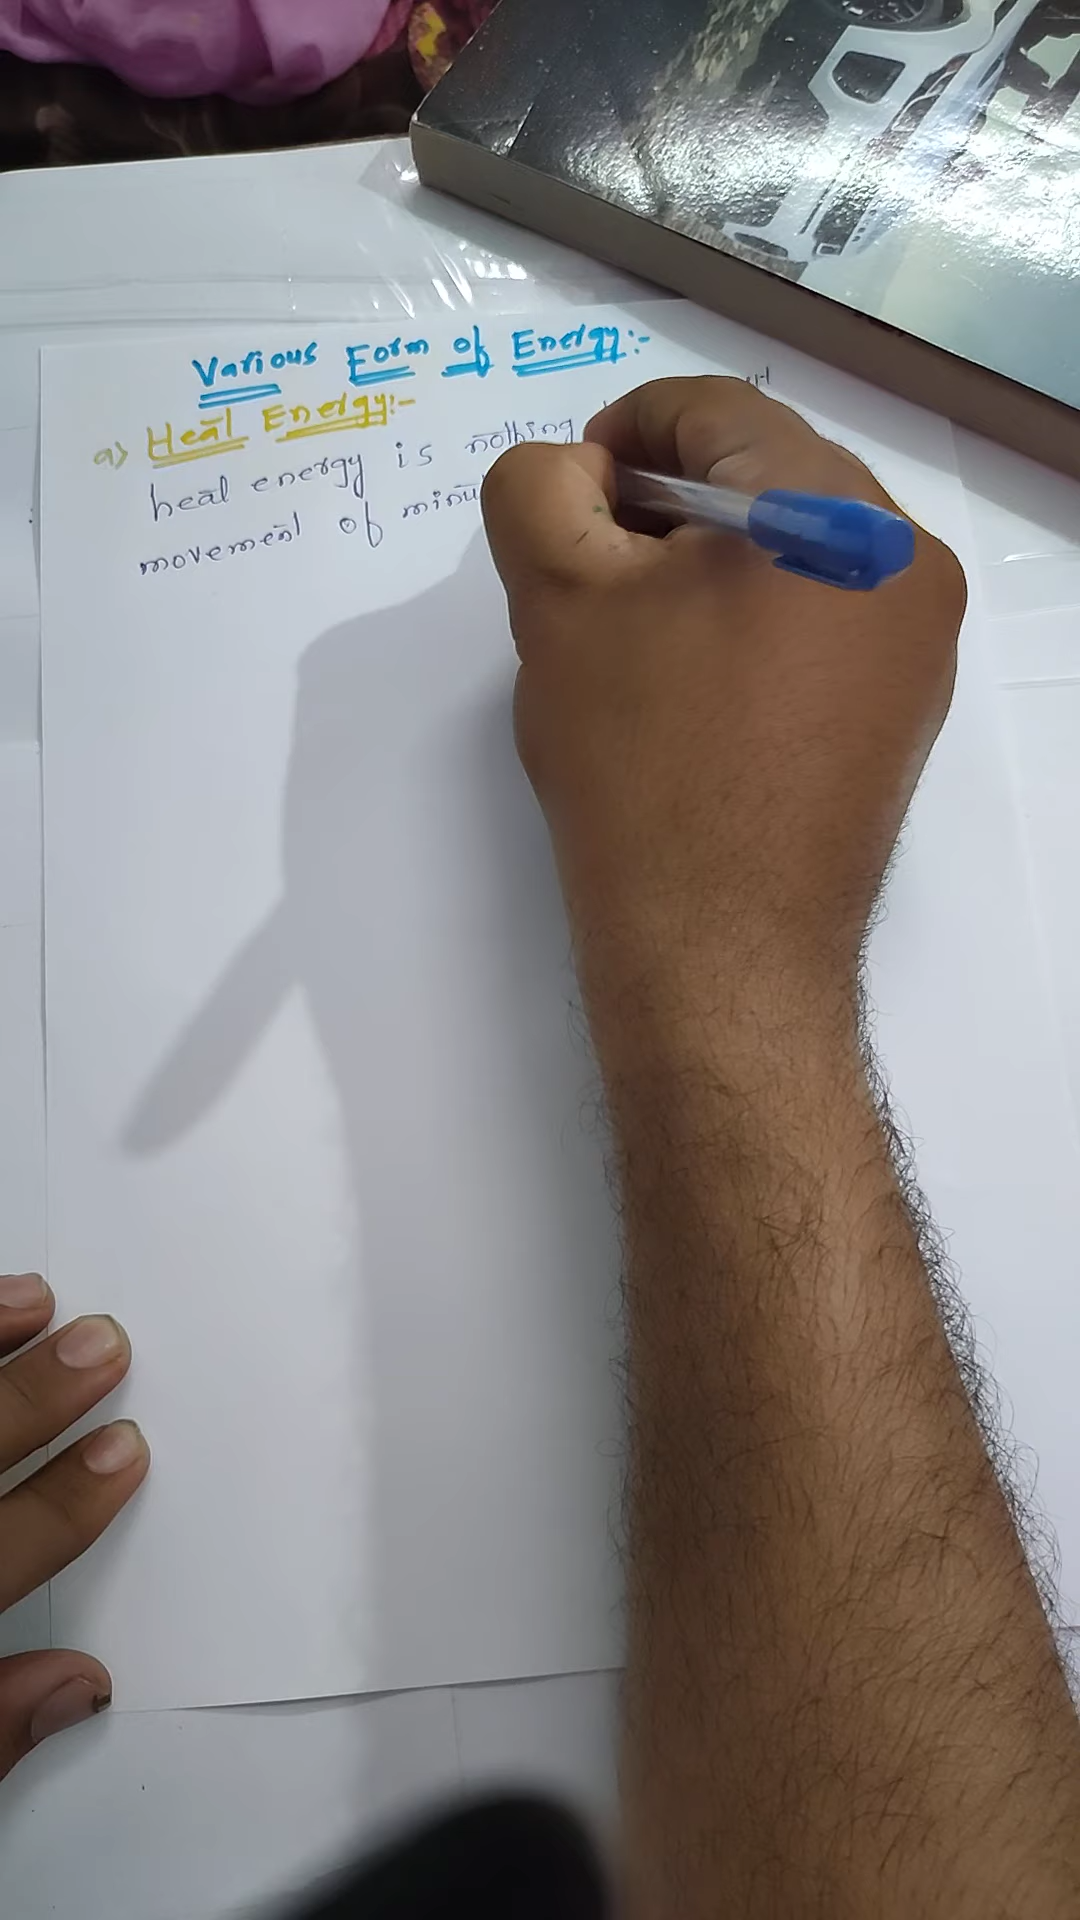 Various Form of Energy:-
a) Heat Energy:-
heat energy is nothing
movement of